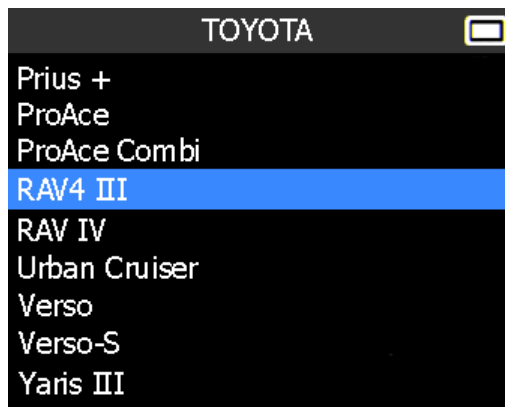 TOYOTA
Prius +
ProAce
ProAce Combi
RAV4 III
RAV IV
Urban Cruiser
Verso
Verso-S
Yaris III